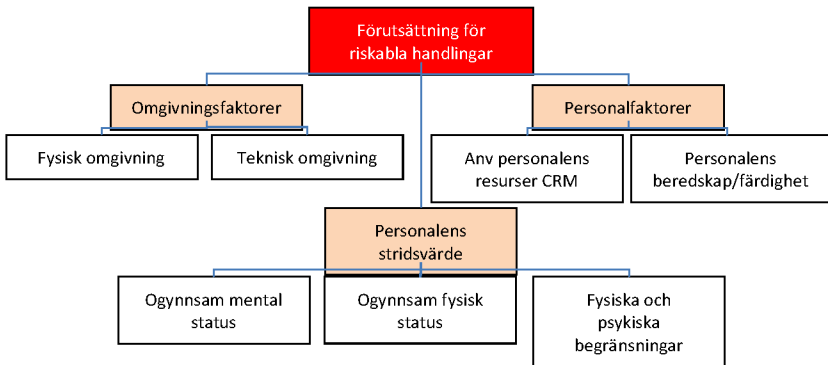 Förutsättning för
riskabla handlingar
Omgivningsfaktorer
Personalfaktorer
Fysisk omgivning
Teknisk omgivning
Anv personalens
resurser CRM
Personalens
beredskap/färdighet
Personalens
stridsvärde
Ogynnsam mental
status
Ogynnsam fysisk
status
Fysiska och
psykiska
begränsningar